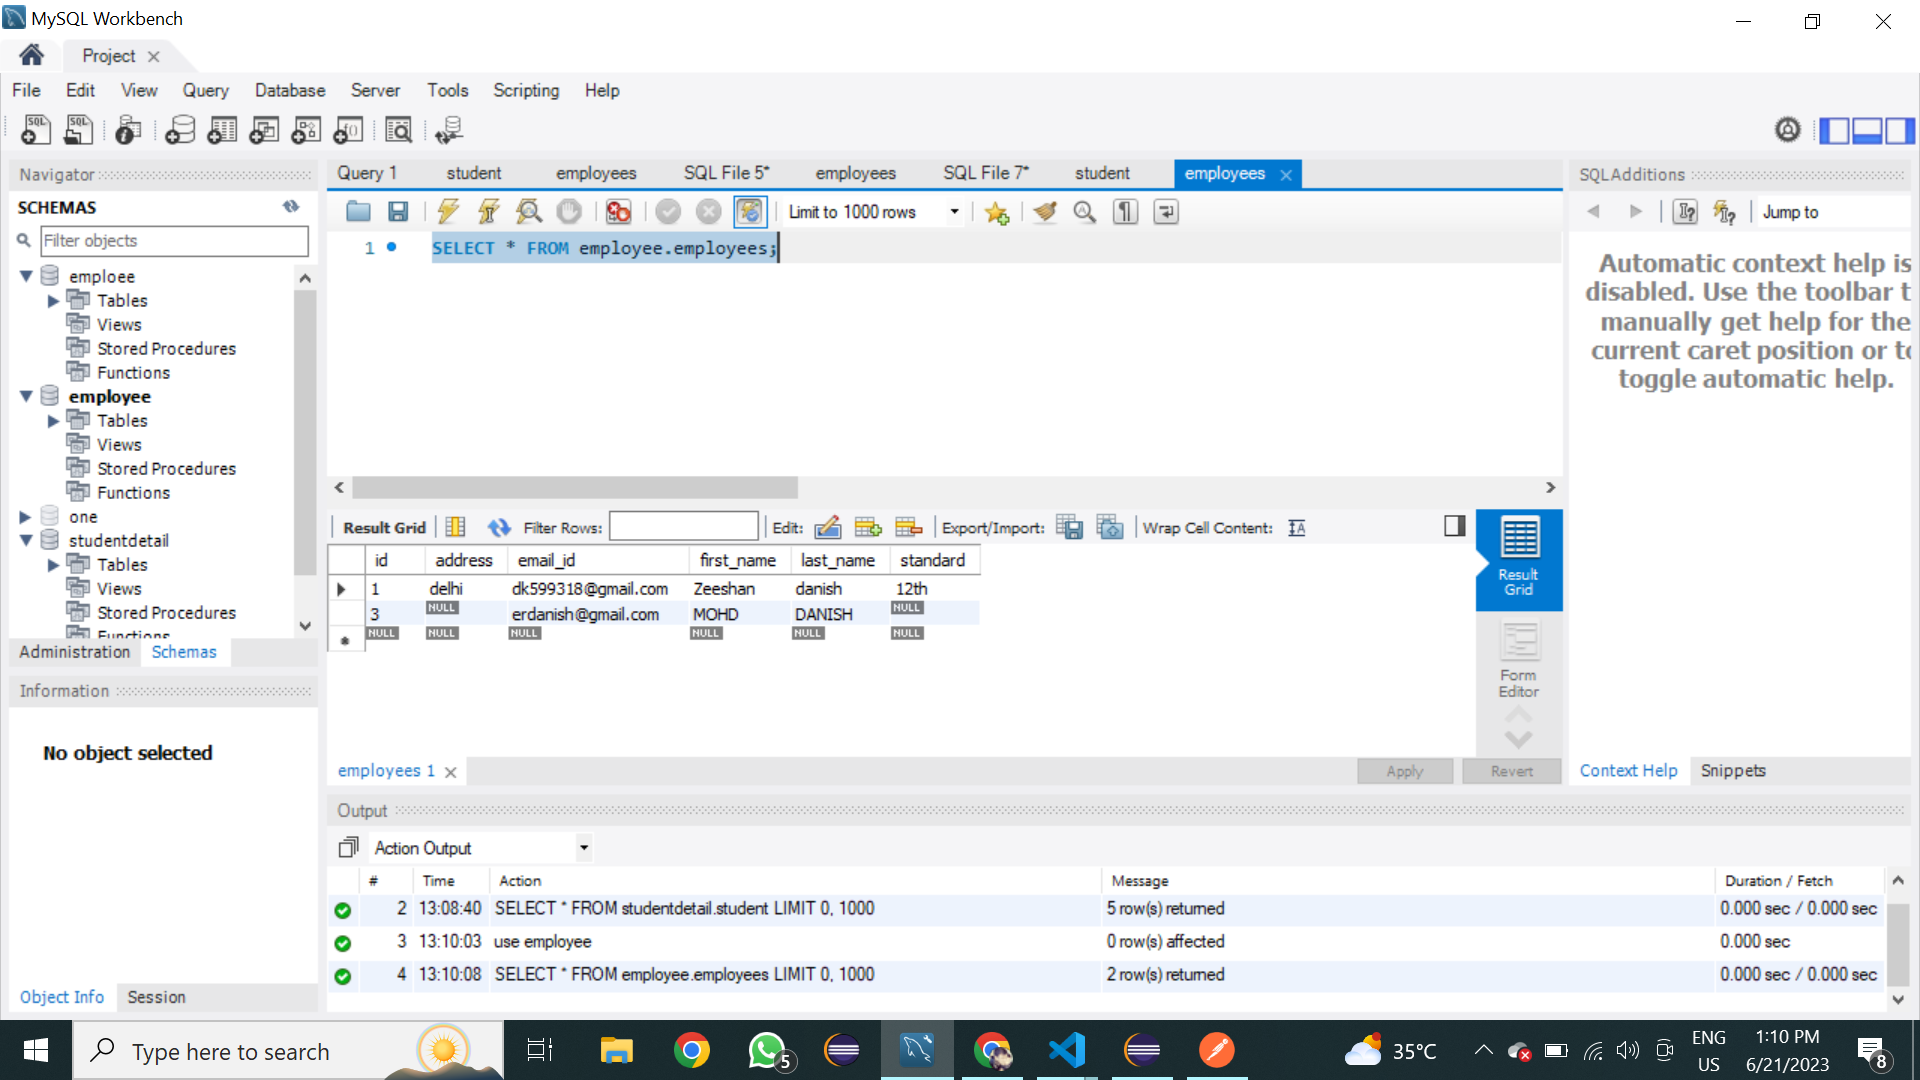 MySQL Workbench
Project
File Edit View Query Database Server Tools Scripting Help
Navigator
SCHEMAS
Filter objects
emploee
Tables
Views
Stored Procedures
Functions
employee
Tables
Views
Stored Procedures
Functions
one
studentdetail
Tables
Views
Stored Procedures
Functions
Administration Schemas
Information
No object selected
Object Info Session
Query 1 student employees SQL File 5* employees SQL File 7* student employees
Limit to 1000 rows
1 SELECT * FROM employee.employees;
Result Grid Filter Rows: Edit: Export/Import: Wrap Cell Content:
id address email_id first_name last_name standard
1 delhi dk599318@gmail.com Zeeshan danish 12th
3 NULL erdanish@gmail.com MOHD DANISH NULL
NULL NULL NULL NULL NULL NULL
Result
Grid
Form
Editor
employees 1
Apply Revert
SQLAdditions
Jump to
Automatic context help is
disabled. Use the toolbar t
manually get help for the
current caret position or to
toggle automatic help.
Context Help Snippets
Output
Action Output
# Time Action Message Duration / Fetch
2 13:08:40 SELECT * FROM studentdetail.student LIMIT 0, 1000 5 row(s) returned 0.000 sec / 0.000 sec
3 13:10:03 use employee 0 row(s) affected 0.000 sec
4 13:10:08 SELECT * FROM employee.employees LIMIT 0, 1000 2 row(s) returned 0.000 sec / 0.000 sec
Type here to search
5
35°C
ENG
US
1:10 PM
6/21/2023
8